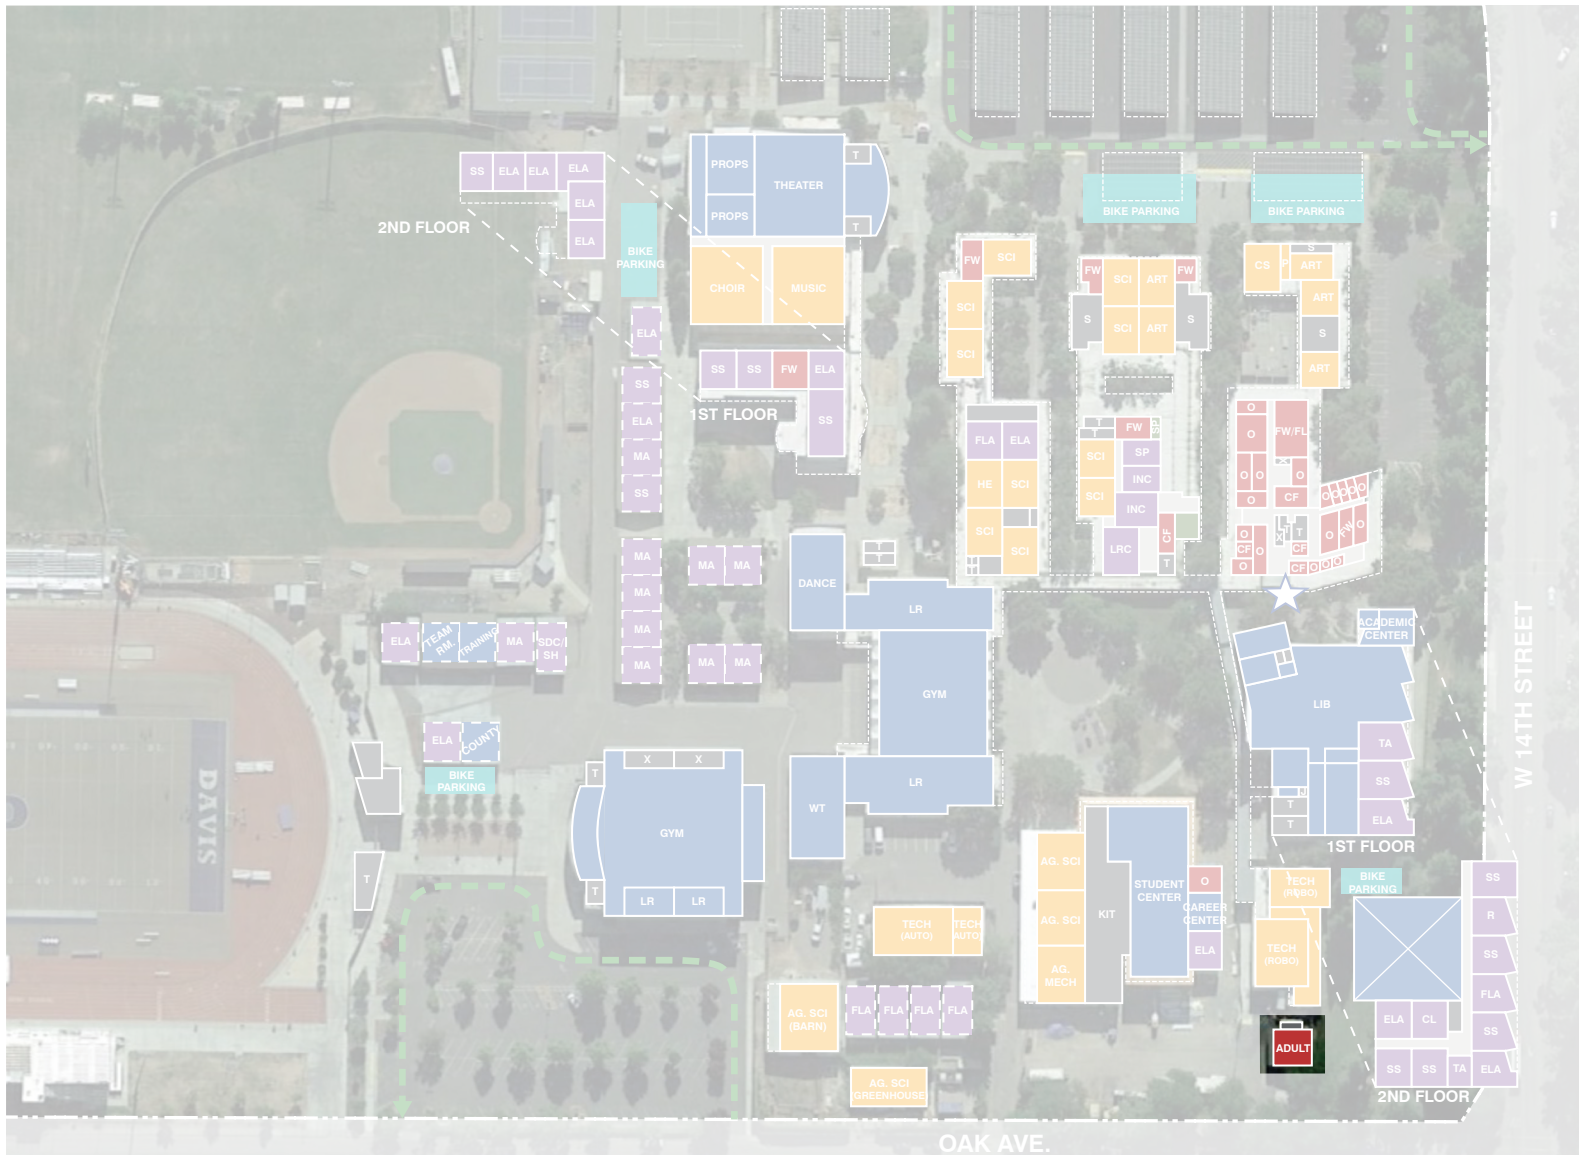 PROPS
THEATER
T
PROPS
T
SS
ELA
ELA
ELA
ELA
ELA
2ND FLOOR
BIKE
PARKING
CHOIR
MUSIC
ELA
SS
SS
FW
ELA
SS
1ST FLOOR
SS
ELA
MA
SS
BIKE PARKING
BIKE PARKING
FW
SCI
SCI
SCI
FW
SCI
ART
FW
S
SCI
ART
S
CS
P
S
ART
ART
S
ART
FLA
ELA
HE
SCI
SCI
SCI
T
T
FW
SP
SCI
SP
INC
SCI
INC
LRC
CF
T
O
O
FW/FL
X
O
O
O
O
CF
O
O
O
O
O
O
O
FW
O
O
CF
O
O
X
T
T
CF
CF
O
O
O
MA
MA
MA
MA
MA
MA
MA
MA
ELA
TEAM
RM.
TRAINING
MA
SDC/
SH
DANCE
T
T
LR
GYM
LR
WT
ELA
COUNTY
BIKE
PARKING
T
X
X
GYM
T
LR
LR
T
DAVIS
ACADEMIC
CENTER
LIB
TA
SS
ELA
T
T
1ST FLOOR
W 14TH STREET
AG. SCI
AG. SCI
AG.
MECH
KIT
STUDENT
CENTER
O
CAREER
CENTER
ELA
TECH
(ROBO)
TECH
(ROBO)
BIKE
PARKING
SS
R
SS
FLA
SS
ELA
ELA
CL
SS
SS
TA
2ND FLOOR
TECH
(AUTO)
TECH
AUTO)
AG. SCI
(BARN)
FLA
FLA
FLA
FLA
AG. SCI
GREENHOUSE
ADULT
OAK AVE.